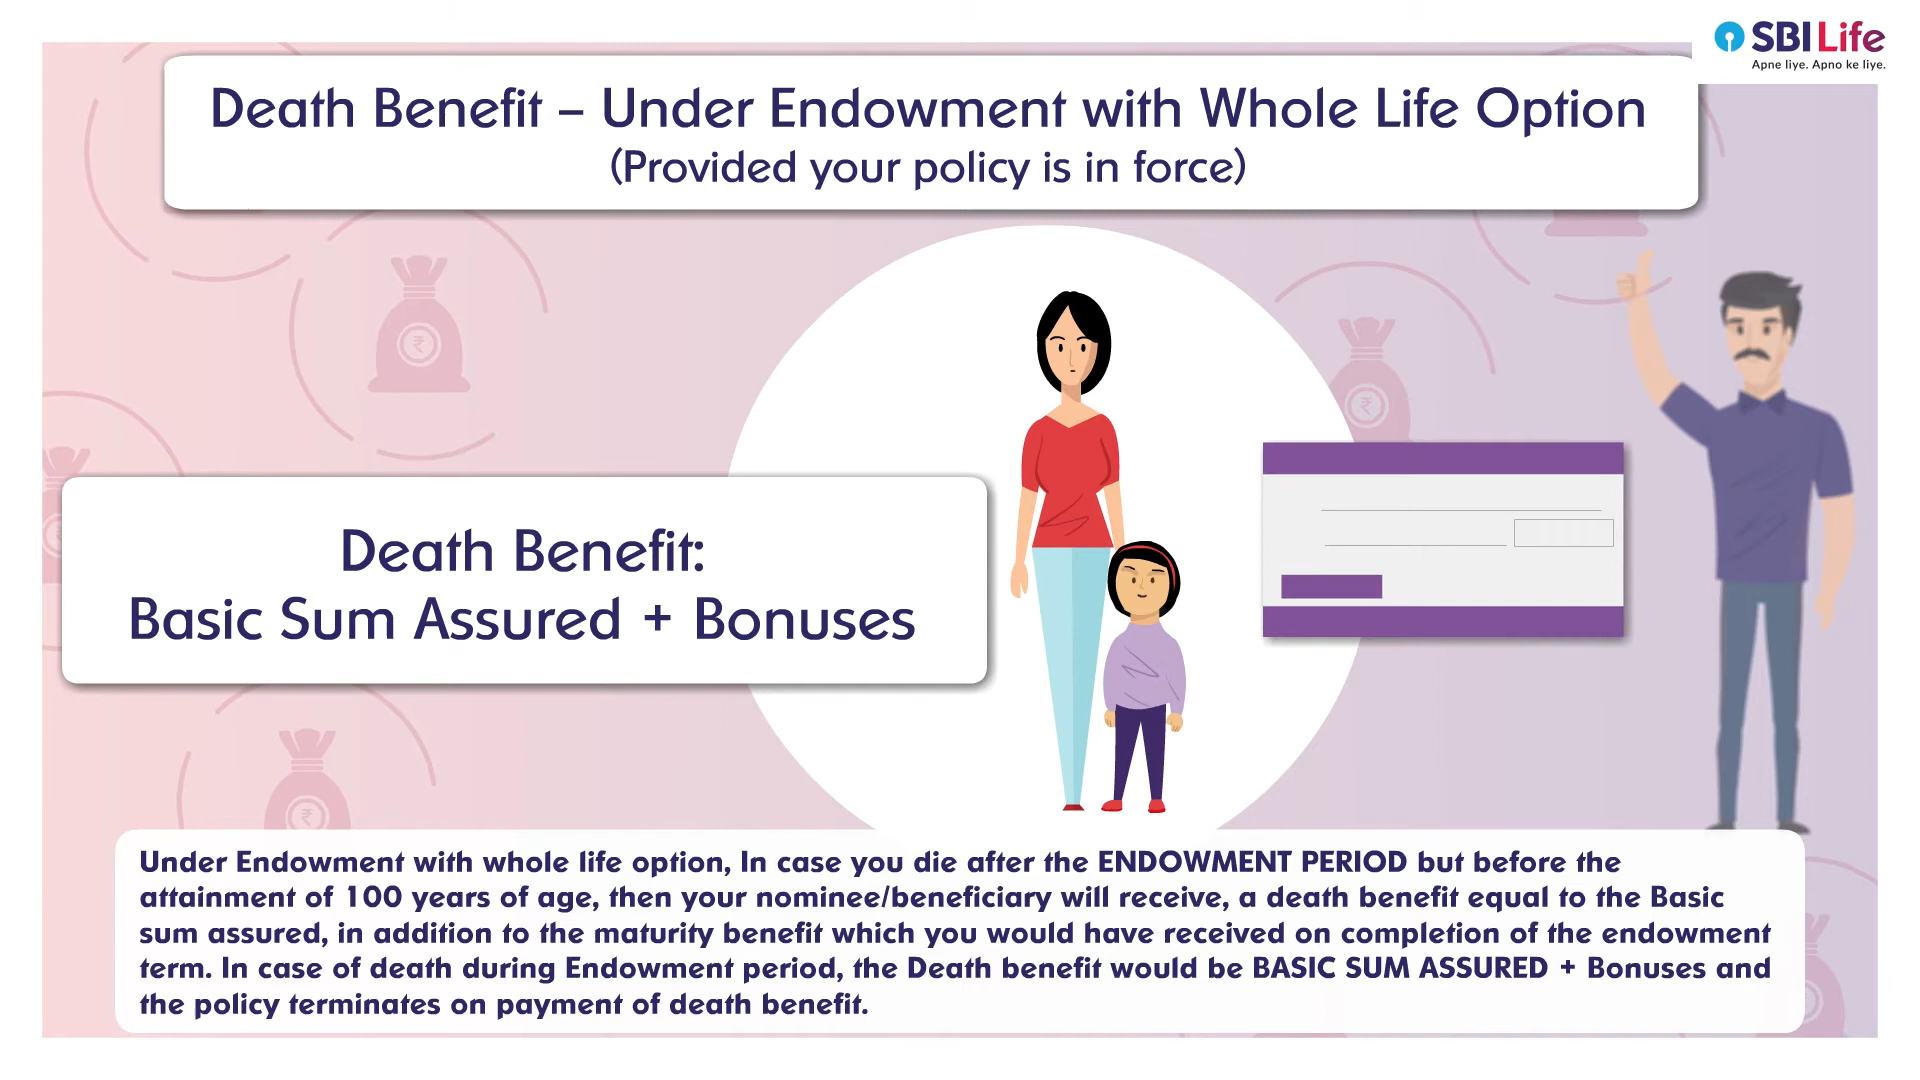 SBI Life
Apne liye. Apno ke liye.
Death Benefit – Under Endowment with Whole Life Option
(Provided your policy is in force)
Death Benefit:
Basic Sum Assured + Bonuses
Under Endowment with whole life option, In case you die after the ENDOWMENT PERIOD but before the
attainment of 100 years of age, then your nominee/beneficiary will receive, a death benefit equal to the Basic
sum assured, in addition to the maturity benefit which you would have received on completion of the endowment
term. In case of death during Endowment period, the Death benefit would be BASIC SUM ASSURED + Bonuses and
the policy terminates on payment of death benefit.